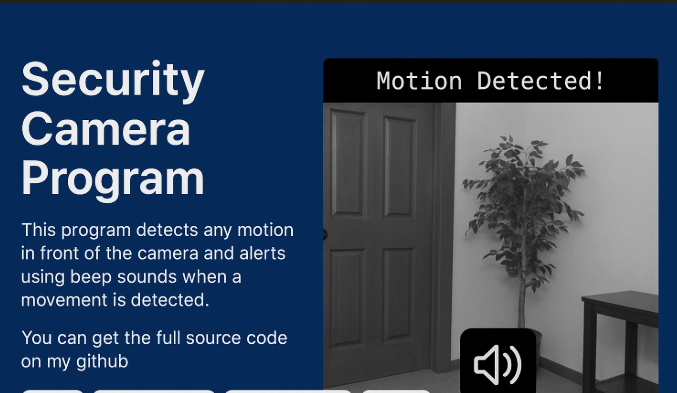 Security
Camera
Program
This program detects any motion
in front of the camera and alerts
using beep sounds when a
movement is detected.
You can get the full source code
on my github
Motion Detected!